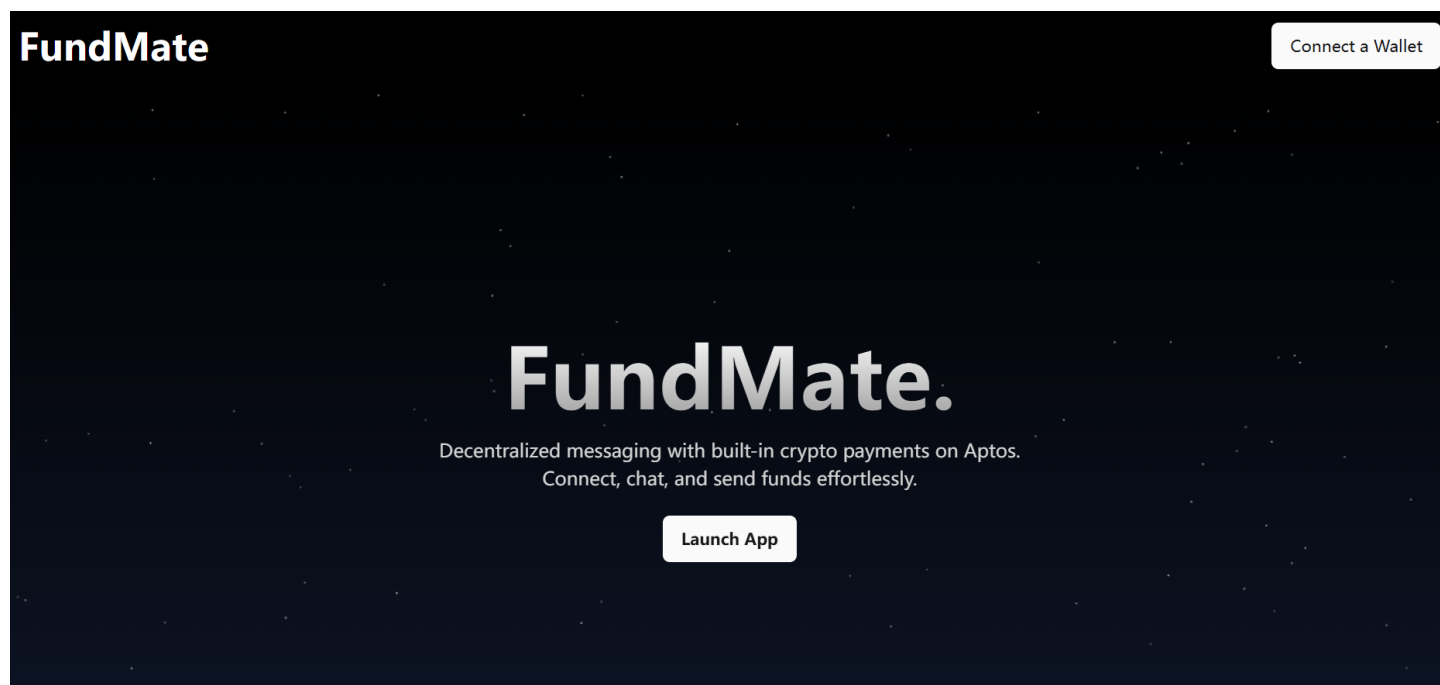 FundMate
Connect a Wallet
FundMate.
Decentralized messaging with built-in crypto payments on Aptos.
Connect, chat, and send funds effortlessly.
Launch App